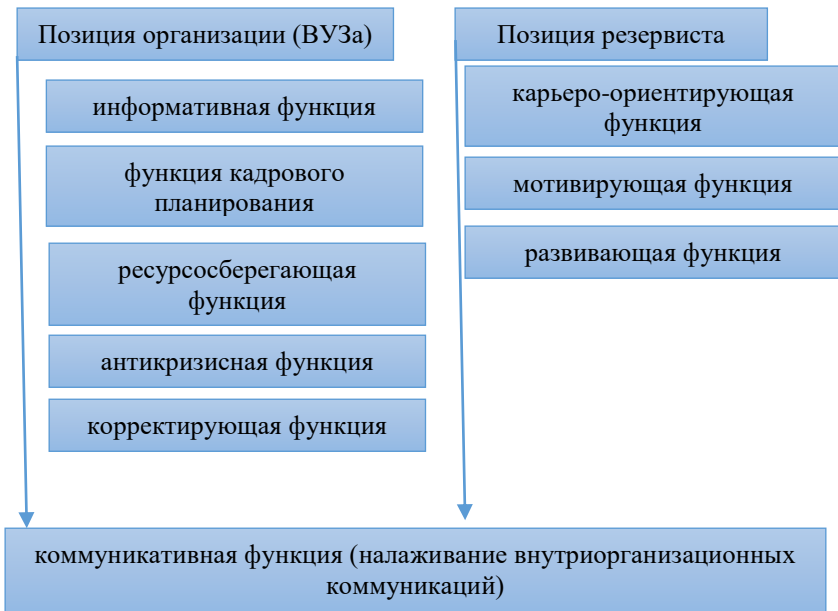 Позиция организации (ВУЗа)
информативная функция
функция кадрового
планирования
ресурсосберегающая
функция
антикризисная функция
корректирующая функция
Позиция резервиста
карьеро-ориентирующая
функция
мотивирующая функция
развивающая функция
коммуникативная функция (налаживание внутриорганизационных
коммуникаций)